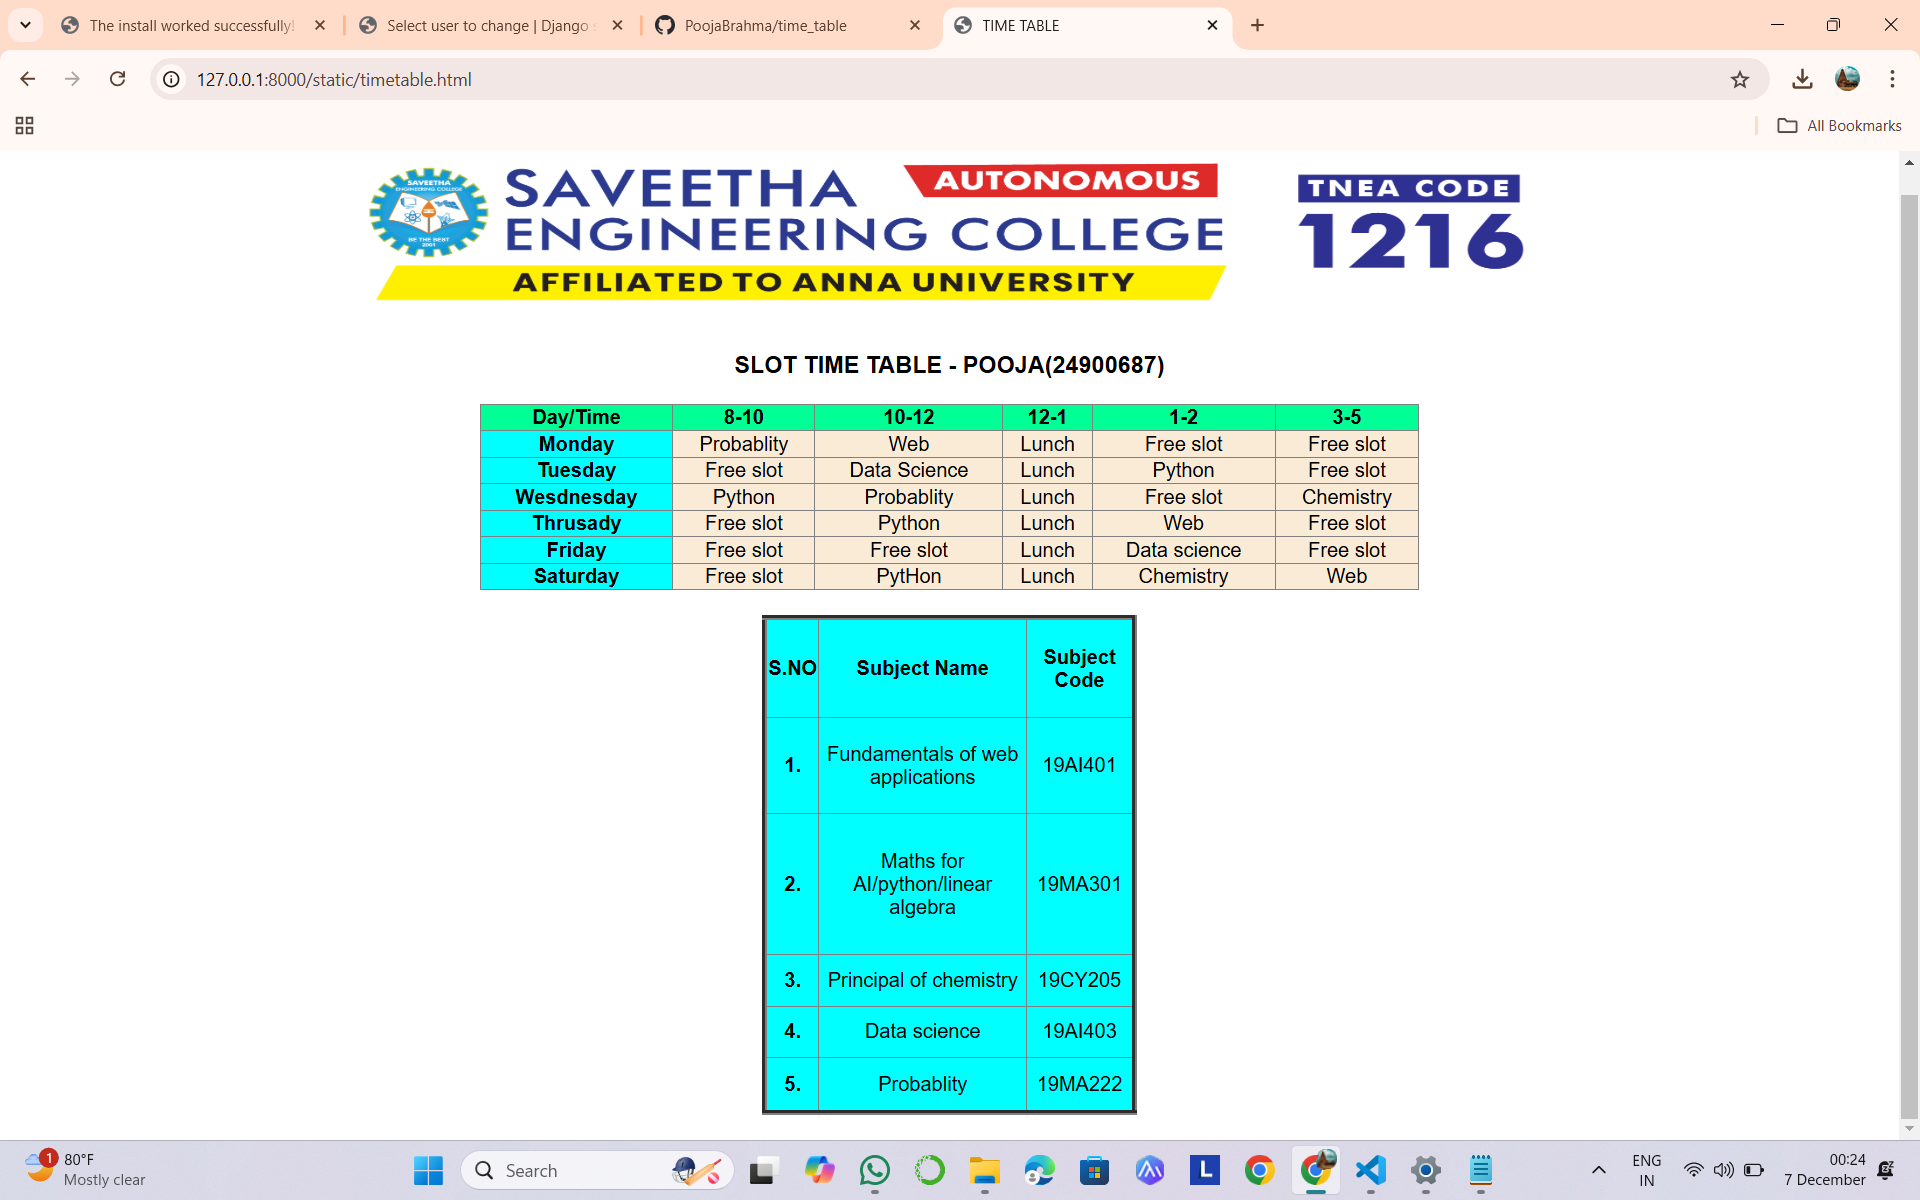 The install worked successfully!
Select user to change | Django s
PoojaBrahma/time_table
TIME TABLE
127.0.0.1:8000/static/timetable.html
All Bookmarks
SAVEETHA
ENGINEERING COLLEGE
BE THE BEST
2001
SAVEETHA AUTONOMOUS
ENGINEERING COLLEGE
AFFILIATED TO ANNA UNIVERSITY
TNEA CODE
1216
SLOT TIME TABLE - POOJA(24900687)
Day/Time 8-10 10-12 12-1 1-2 3-5
Monday Probablity Web Lunch Free slot Free slot
Tuesday Free slot Data Science Lunch Python Free slot
Wesdnesday Python Probablity Lunch Free slot Chemistry
Thrusady Free slot Python Lunch Web Free slot
Friday Free slot Free slot Lunch Data science Free slot
Saturday Free slot PytHon Lunch Chemistry Web
S.NO Subject Name Subject Code
1. Fundamentals of web applications 19AI401
2. Maths for AI/python/linear algebra 19MA301
3. Principal of chemistry 19CY205
4. Data science 19AI403
5. Probablity 19MA222
1
80°F
Mostly clear
Search
L
ENG
IN
00:24
7 December